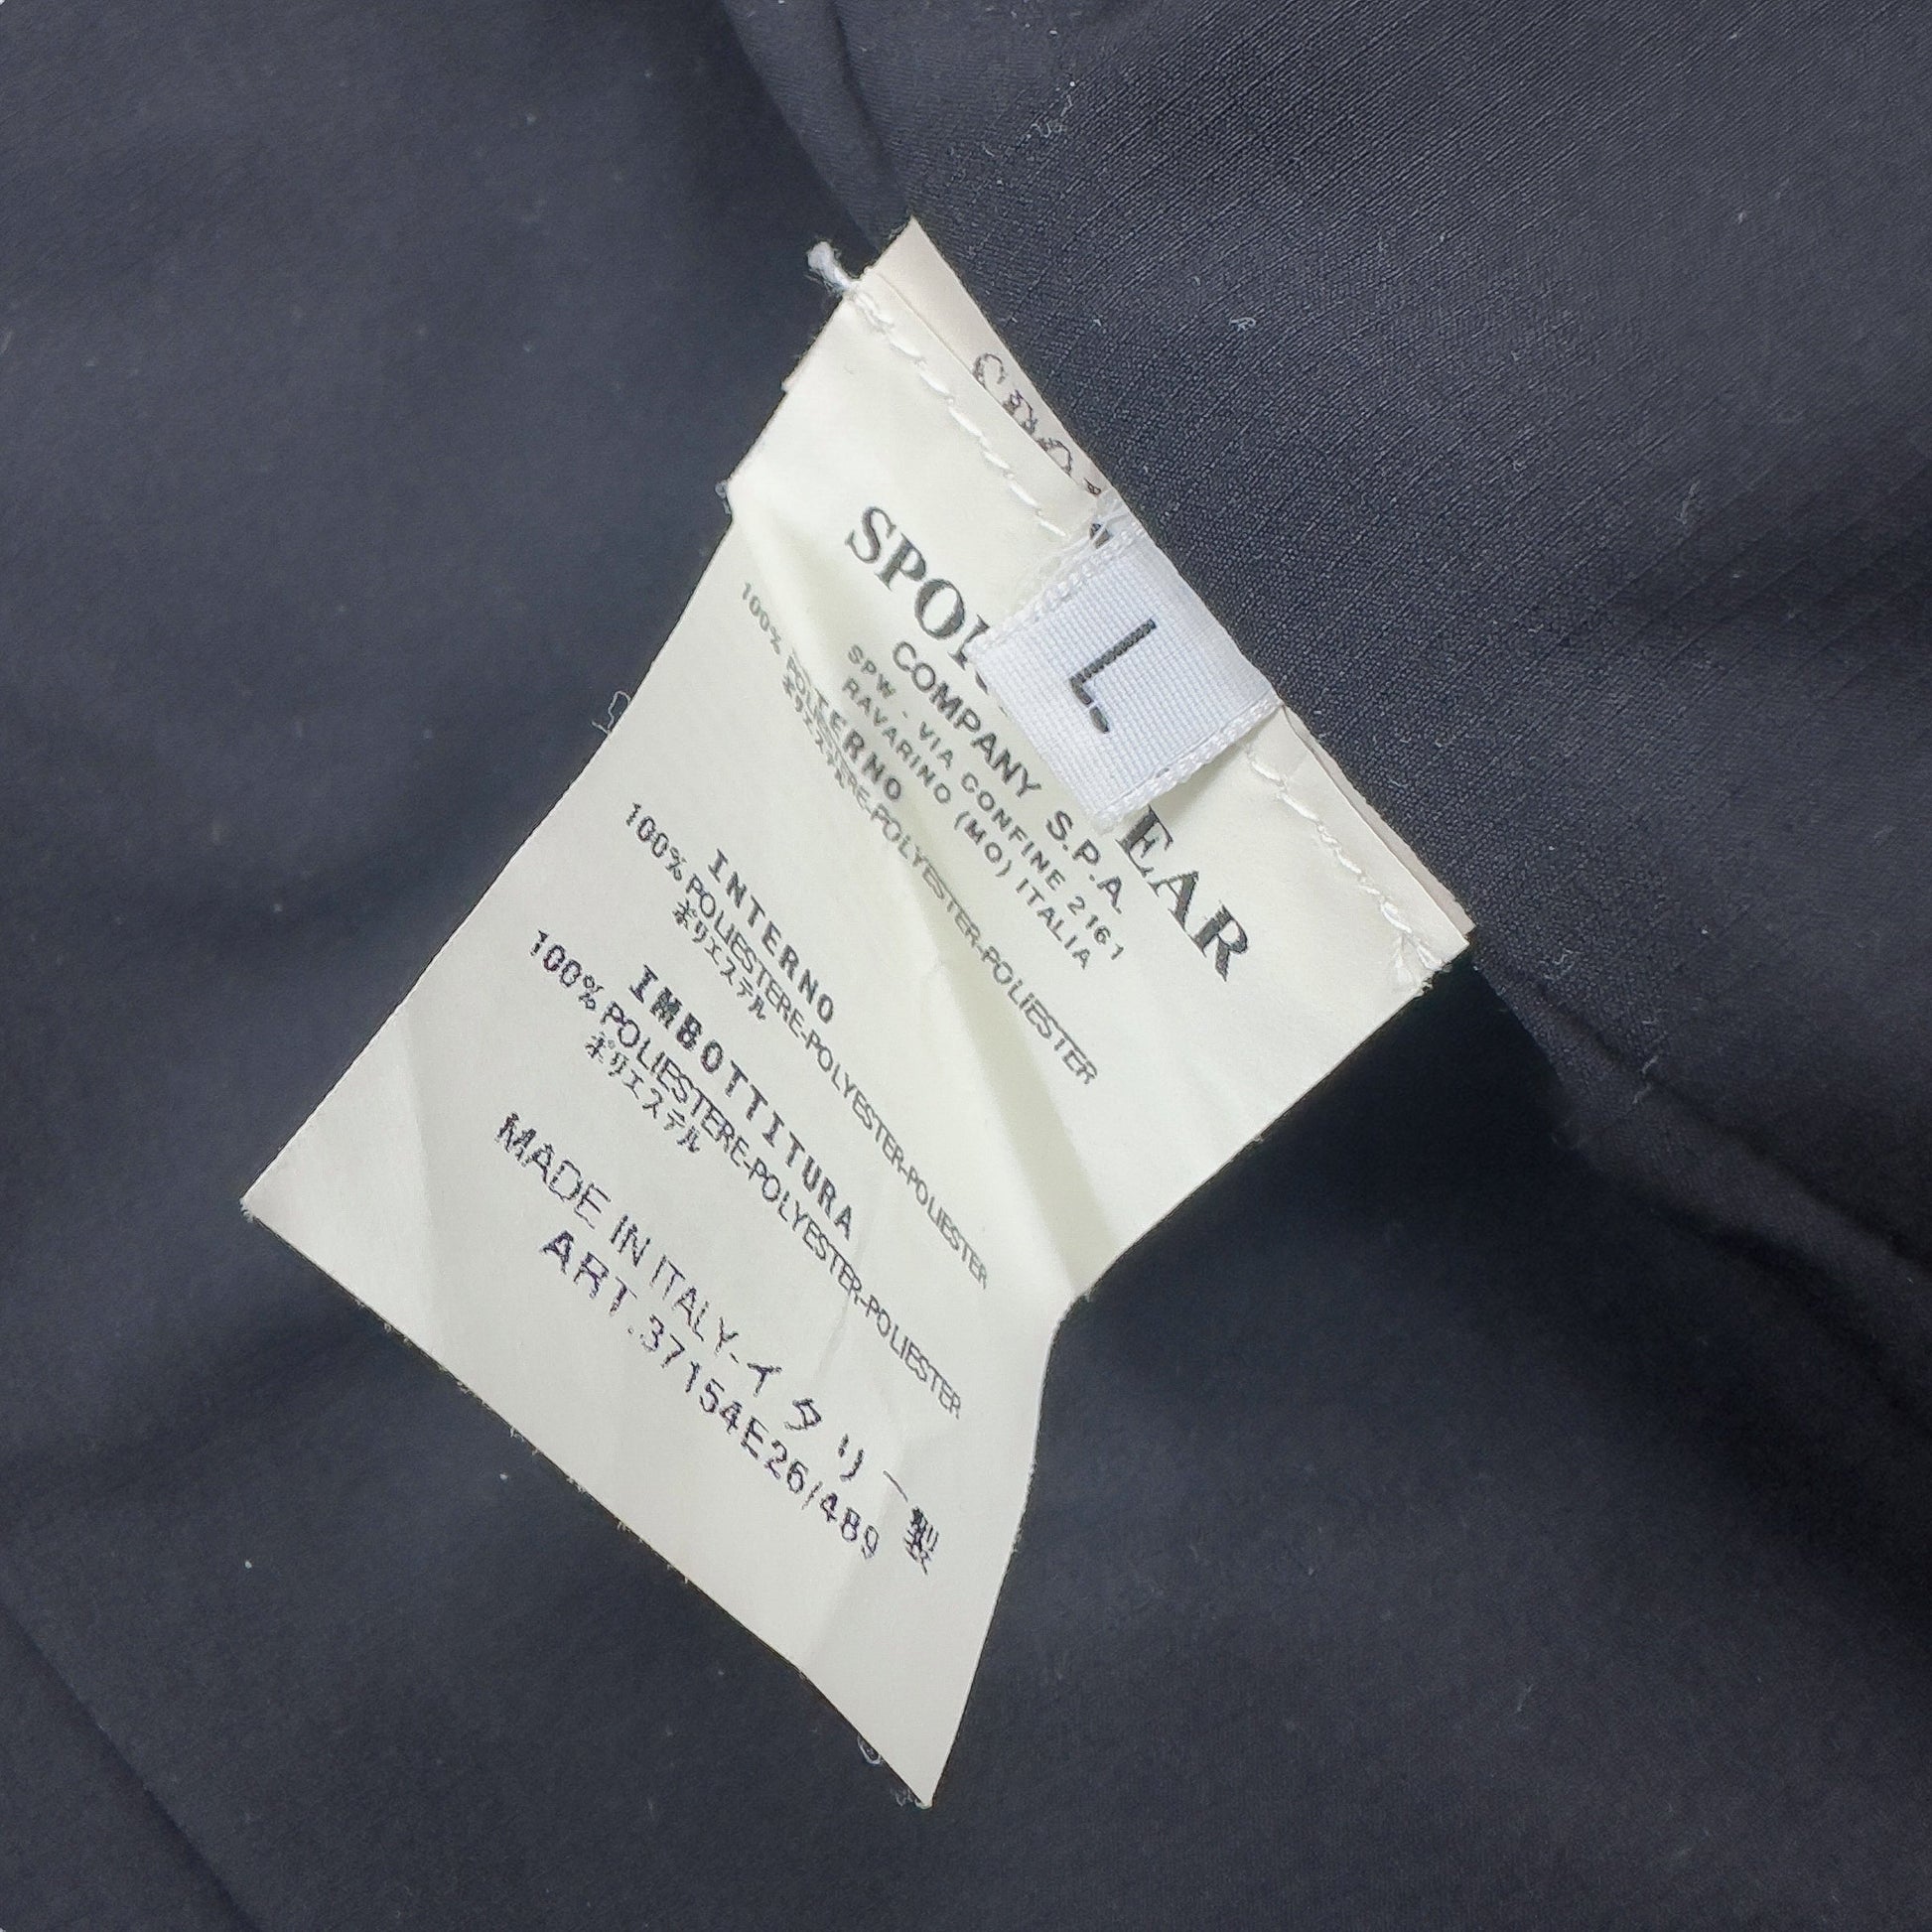 L
SPO EAR
COMPANY S.P.A.
SPW - VIA CONFINE 2161
RAVARINO (MO) ITALIA
100% POLIESTERE-POLYESTER-POLIESTER
ポリエステル
INTERNO
100% POLIESTERE-POLYESTER-POLIESTER
ポリエステル
IMBOTTITURA
100% POLIESTERE-POLYESTER-POLIESTER
ポリエステル
MADE IN ITALY-イタリー製
ART.37154E26/489